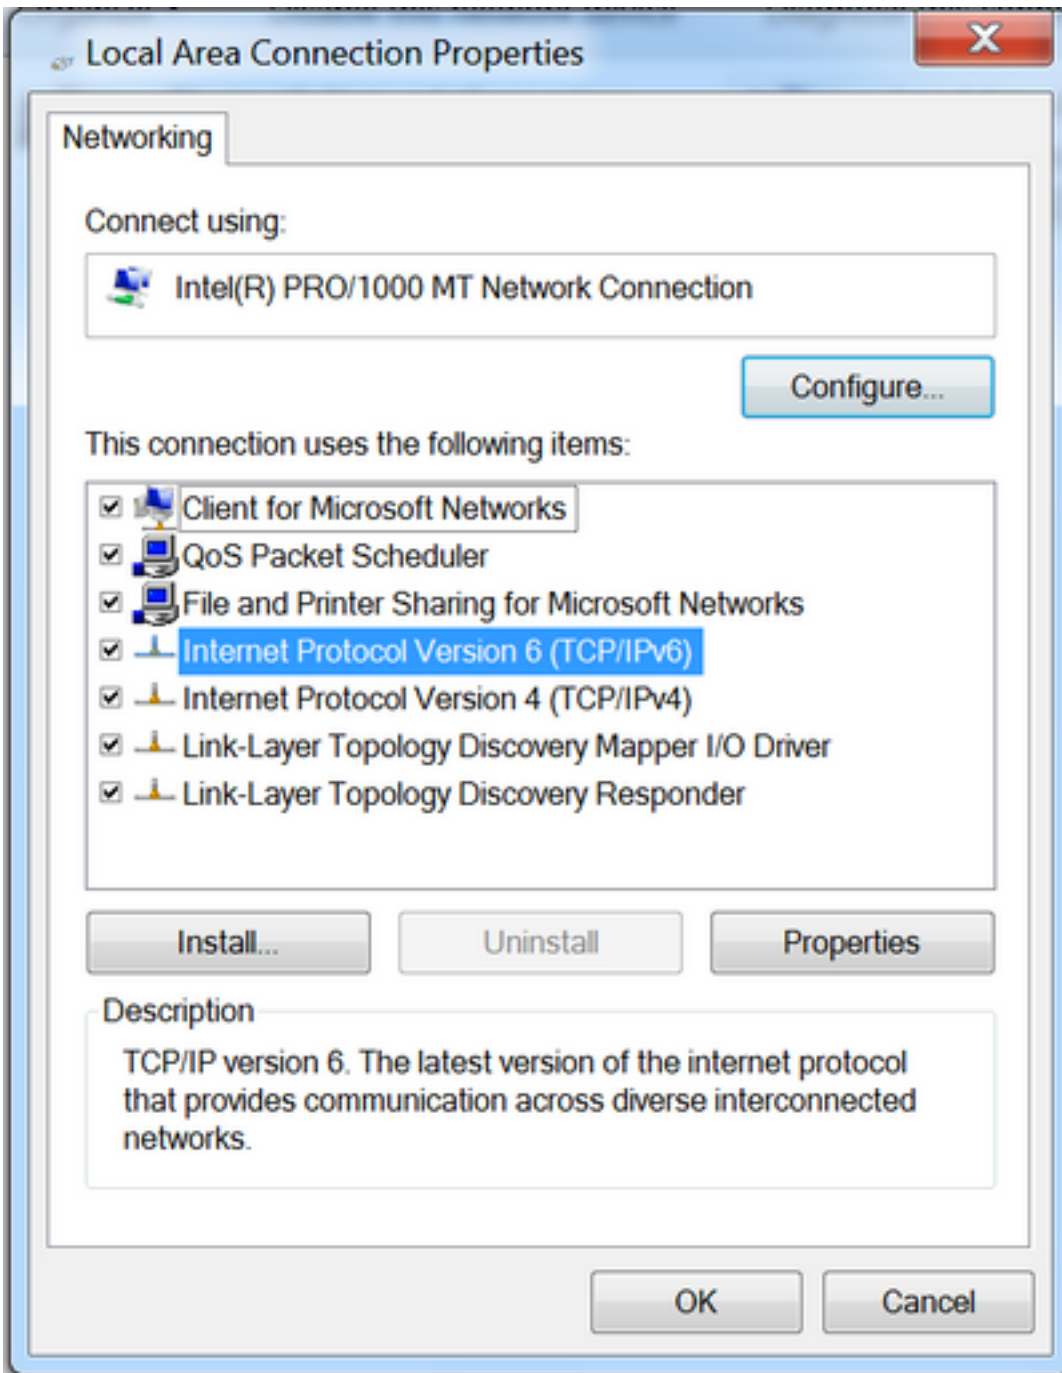 Local Area Connection Properties
Networking
Connect using:
Intel(R) PRO/1000 MT Network Connection
Configure...
This connection uses the following items:
Client for Microsoft Networks
QoS Packet Scheduler
File and Printer Sharing for Microsoft Networks
Internet Protocol Version 6 (TCP/IPv6)
Internet Protocol Version 4 (TCP/IPv4)
Link-Layer Topology Discovery Mapper I/O Driver
Link-Layer Topology Discovery Responder
Install...
Uninstall
Properties
Description
TCP/IP version 6. The latest version of the internet protocol
that provides communication across diverse interconnected
networks.
OK
Cancel